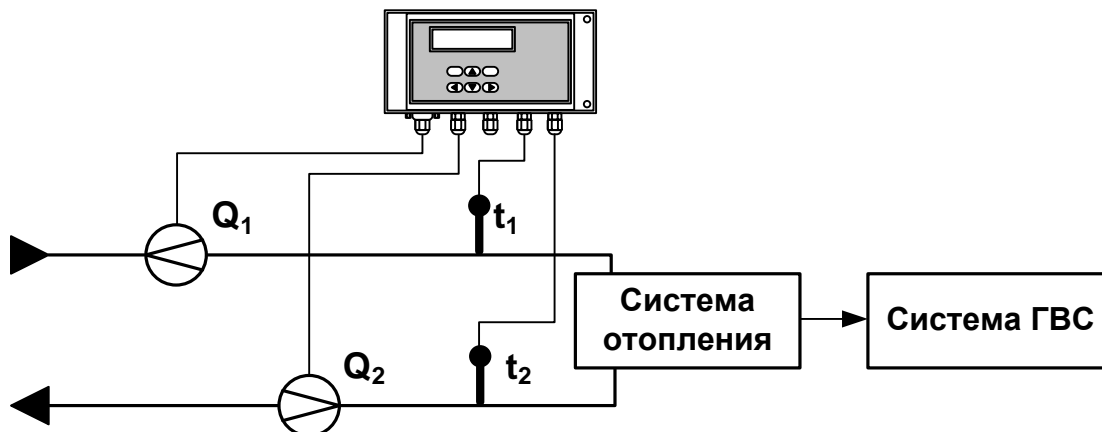 Q₁
t₁
Система
отопления
Система ГВС
Q₂
t₂